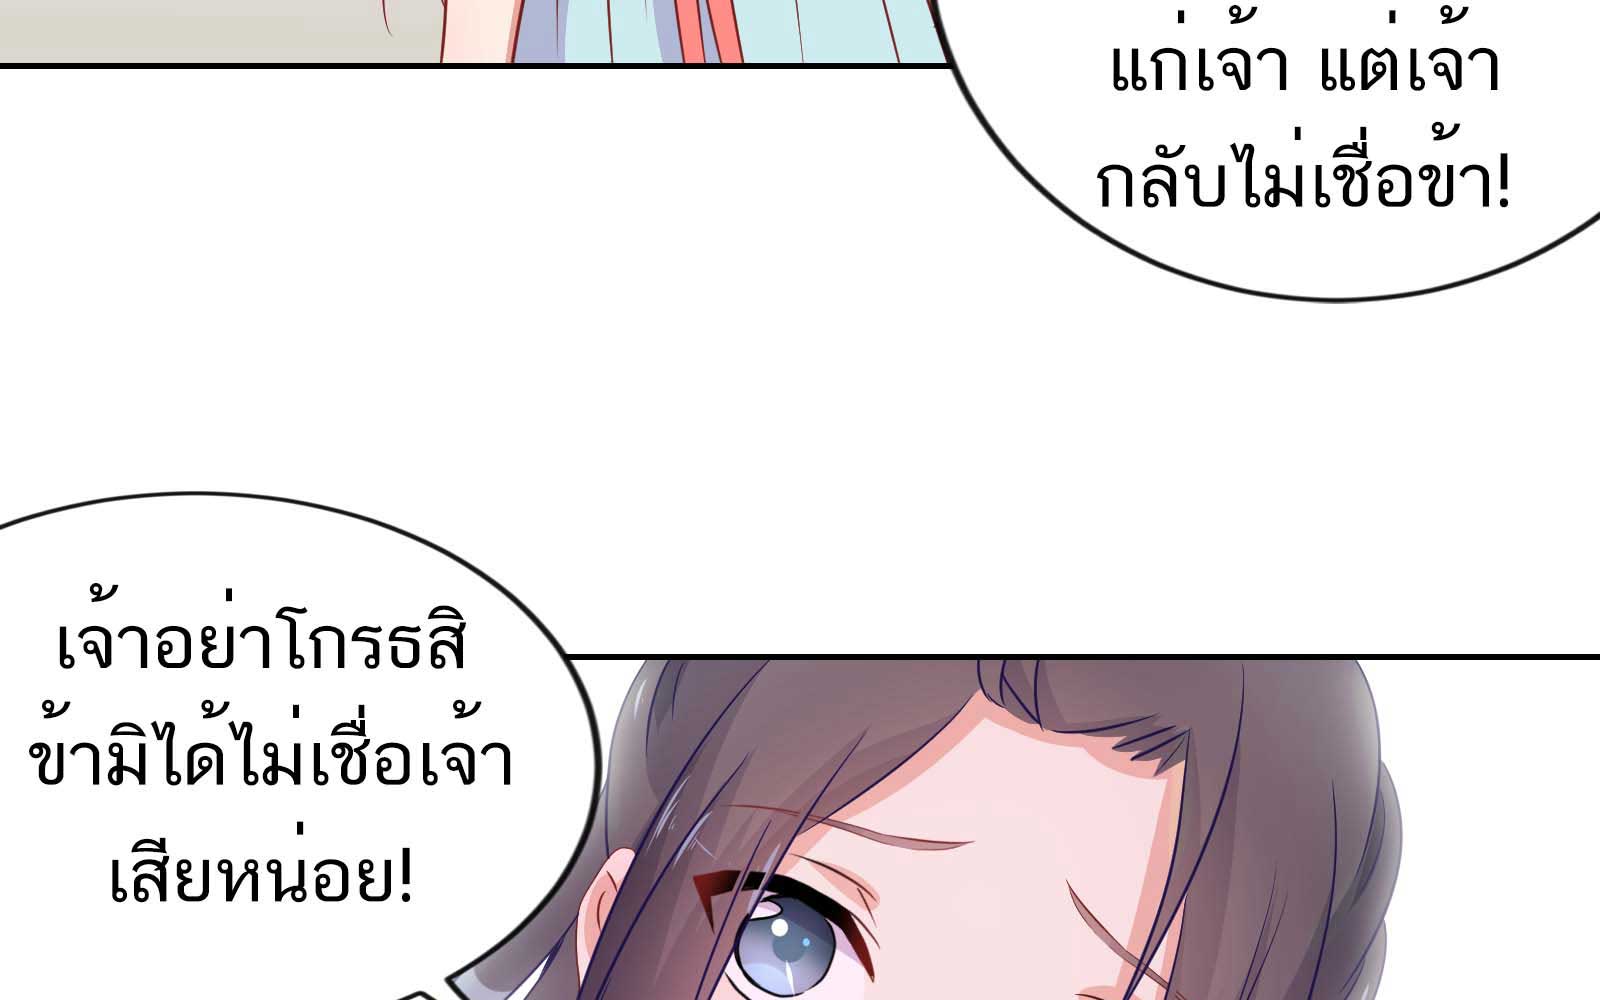 แก่เจ้า แต่เจ้า
กลับไม่เชื่อข้า!
เจ้าอย่าโกรธสิ
ข้ามิได้ไม่เชื่อเจ้า
เสียหน่อย!